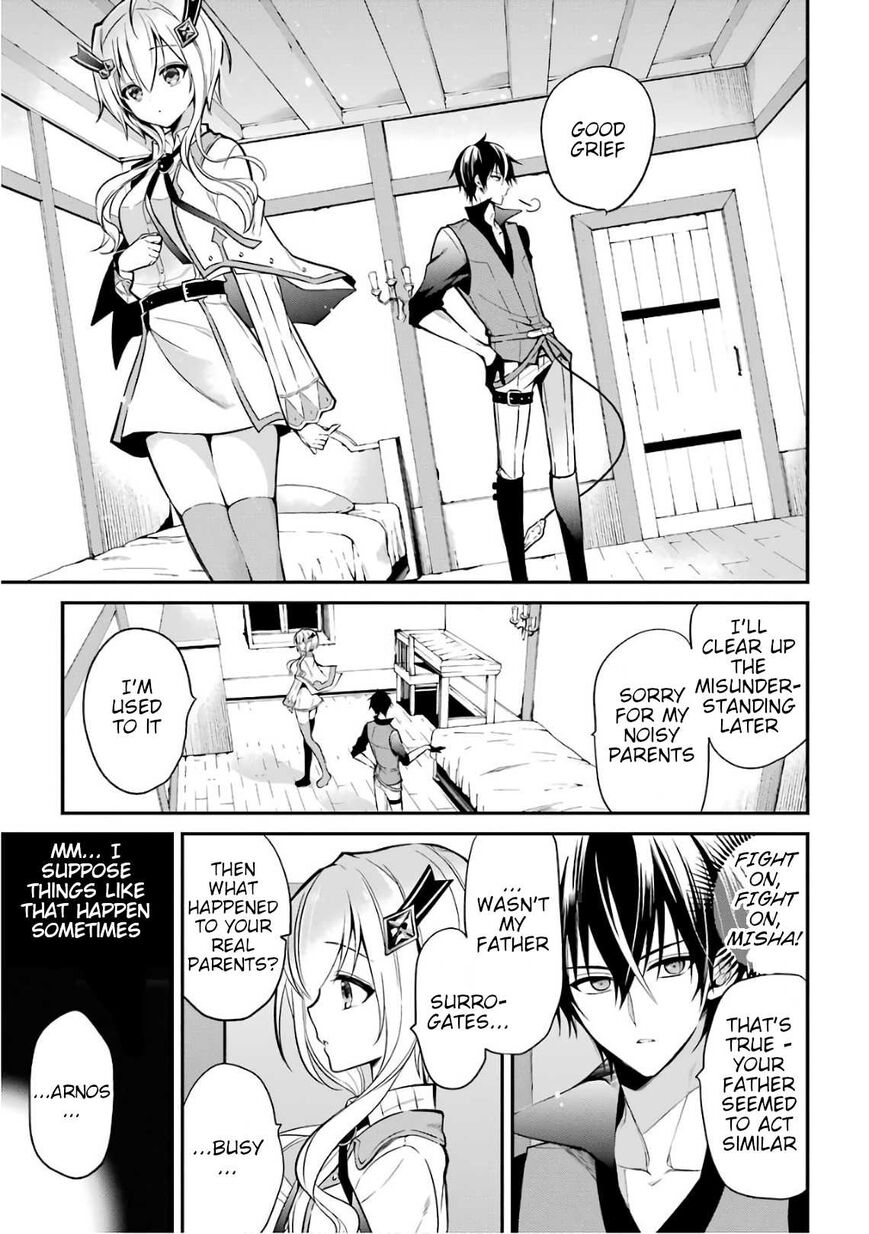 GOOD
GRIEF
I'LL
CLEAR UP
THE
MISUNDER-
STANDING
LATER
SORRY
FOR MY
NOISY
PARENTS
I'M
USED
TO IT
FIGHT
ON,
FIGHT
ON,
MISHA!
THAT'S
TRUE -
YOUR
FATHER
SEEMED
TO ACT
SIMILAR
...
WASN'T
MY
FATHER
SURRO-
GATES...
THEN
WHAT
HAPPENED
TO YOUR
REAL
PARENTS?
...BUSY
...
MM... I
SUPPOSE
THINGS LIKE
THAT HAPPEN
SOMETIMES
...ARNOS
...